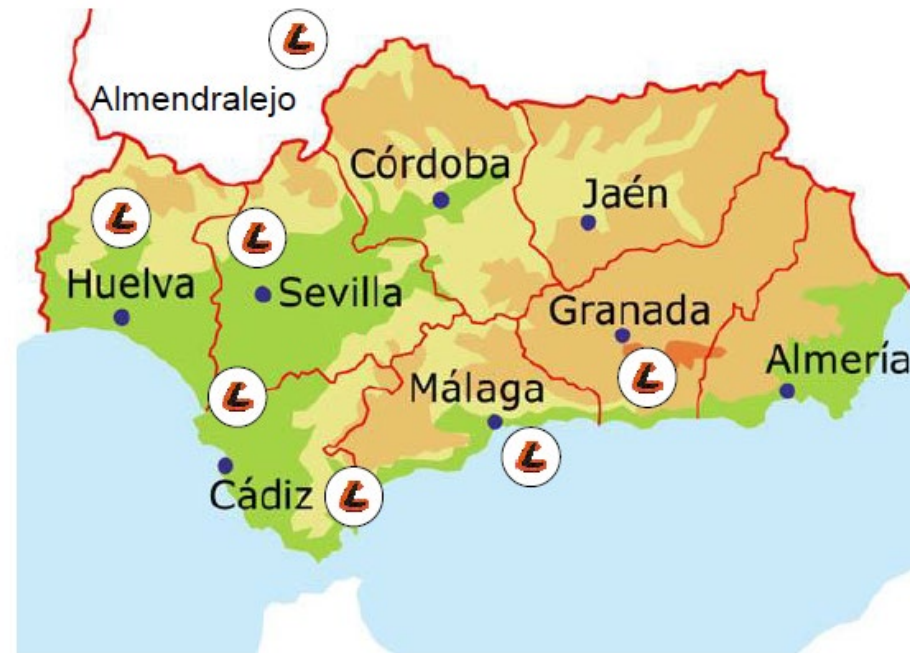 Almendralejo
Córdoba
Jaén
Huelva
Sevilla
Granada
Almería
Málaga
Cádiz